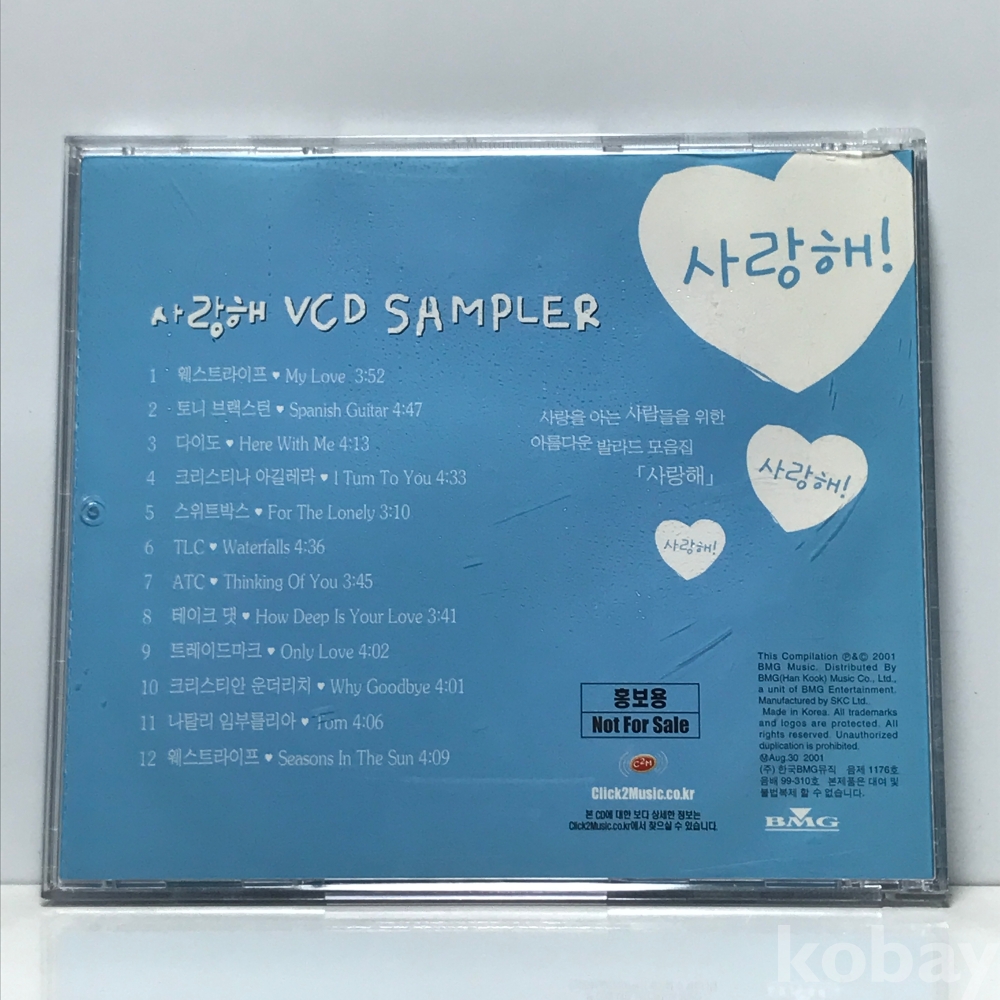 사랑해!
사랑해 VCD SAMPLER
1 웨스트라이프 ♥ My Love 3:52
2 토니 브랙스턴 ♥ Spanish Guitar 4:47
3 다이도 ♥ Here With Me 4:13
4 크리스티나 아길레라 ♥ I Turn To You 4:33
5 스위트박스 ♥ For The Lonely 3:10
6 TLC ♥ Waterfalls 4:36
7 ATC ♥ Thinking Of You 3:45
8 테이크 댓 ♥ How Deep Is Your Love 3:41
9 트레이드마크 ♥ Only Love 4:02
10 크리스티안 운더리치 ♥ Why Goodbye 4:01
11 나탈리 임부를리아 ♥ Torn 4:06
12 웨스트라이프 ♥ Seasons In The Sun 4:09
사랑을 아는 사람들을 위한
아름다운 발라드 모음집
「사랑해」
사랑해!
사랑해!
홍보용
Not For Sale
C2M
Click2Music.co.kr
본 CD에 대한 보다 상세한 정보는
Click2Music.co.kr에서 찾으실 수 있습니다.
This Compilation ℗&© 2001
BMG Music. Distributed By
BMG(Han Kook) Music Co., Ltd.,
a unit of BMG Entertainment.
Manufactured by SKC Ltd..
Made in Korea. All trademarks
and logos are protected. All
rights reserved. Unauthorized
duplication is prohibited.
Ⓜ Aug.30 2001
(주) 한국BMG뮤직 음제 1176호
음배 99-310호 본제품은 대여 및
불법복제 할 수 없습니다.
BMG
kobay